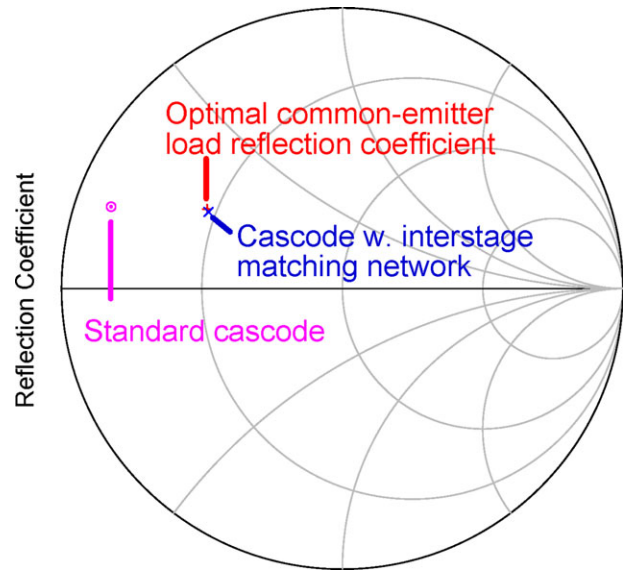 Optimal common-emitter
load reflection coefficient
Cascode w. interstage
matching network
Standard cascode
Reflection Coefficient